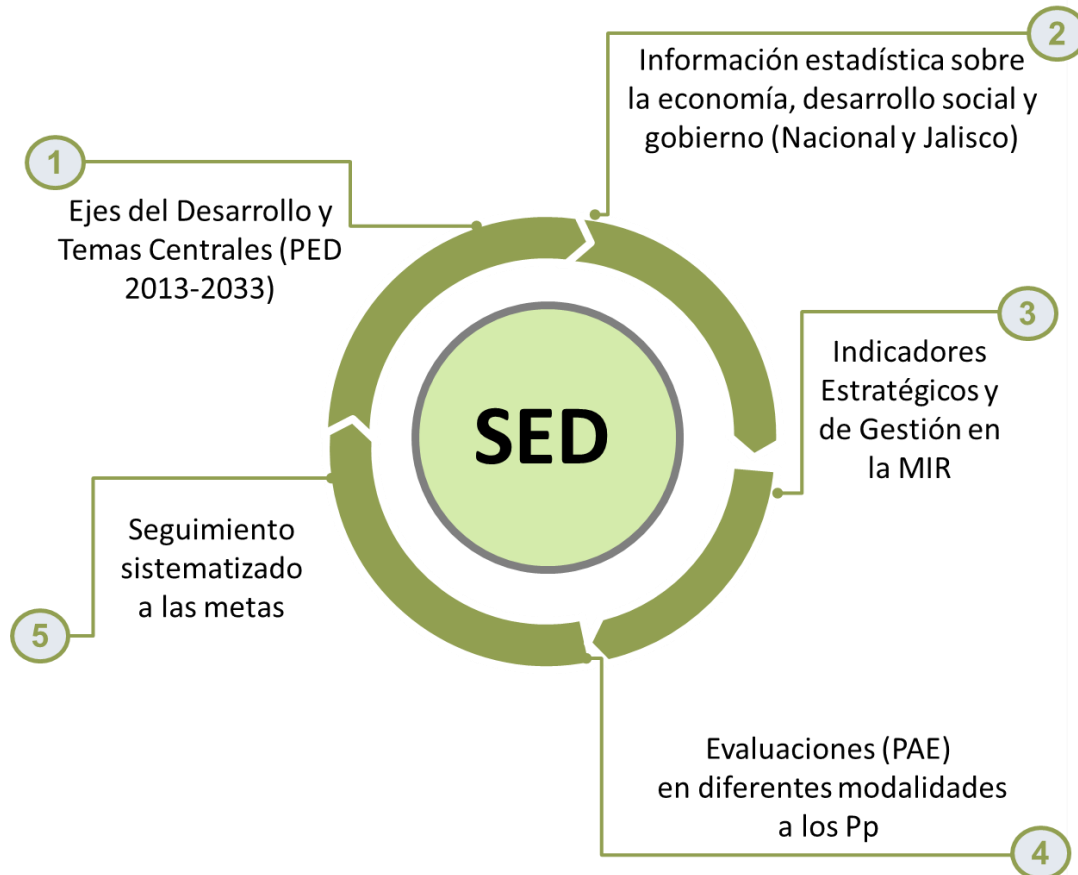 1
Ejes del Desarrollo y
Temas Centrales (PED
2013-2033)
2
Información estadística sobre
la economía, desarrollo social y
gobierno (Nacional y Jalisco)
3
Indicadores
Estratégicos y
de Gestión en
la MIR
SED
4
Evaluaciones (PAE)
en diferentes modalidades
a los Pp
5
Seguimiento
sistematizado
a las metas